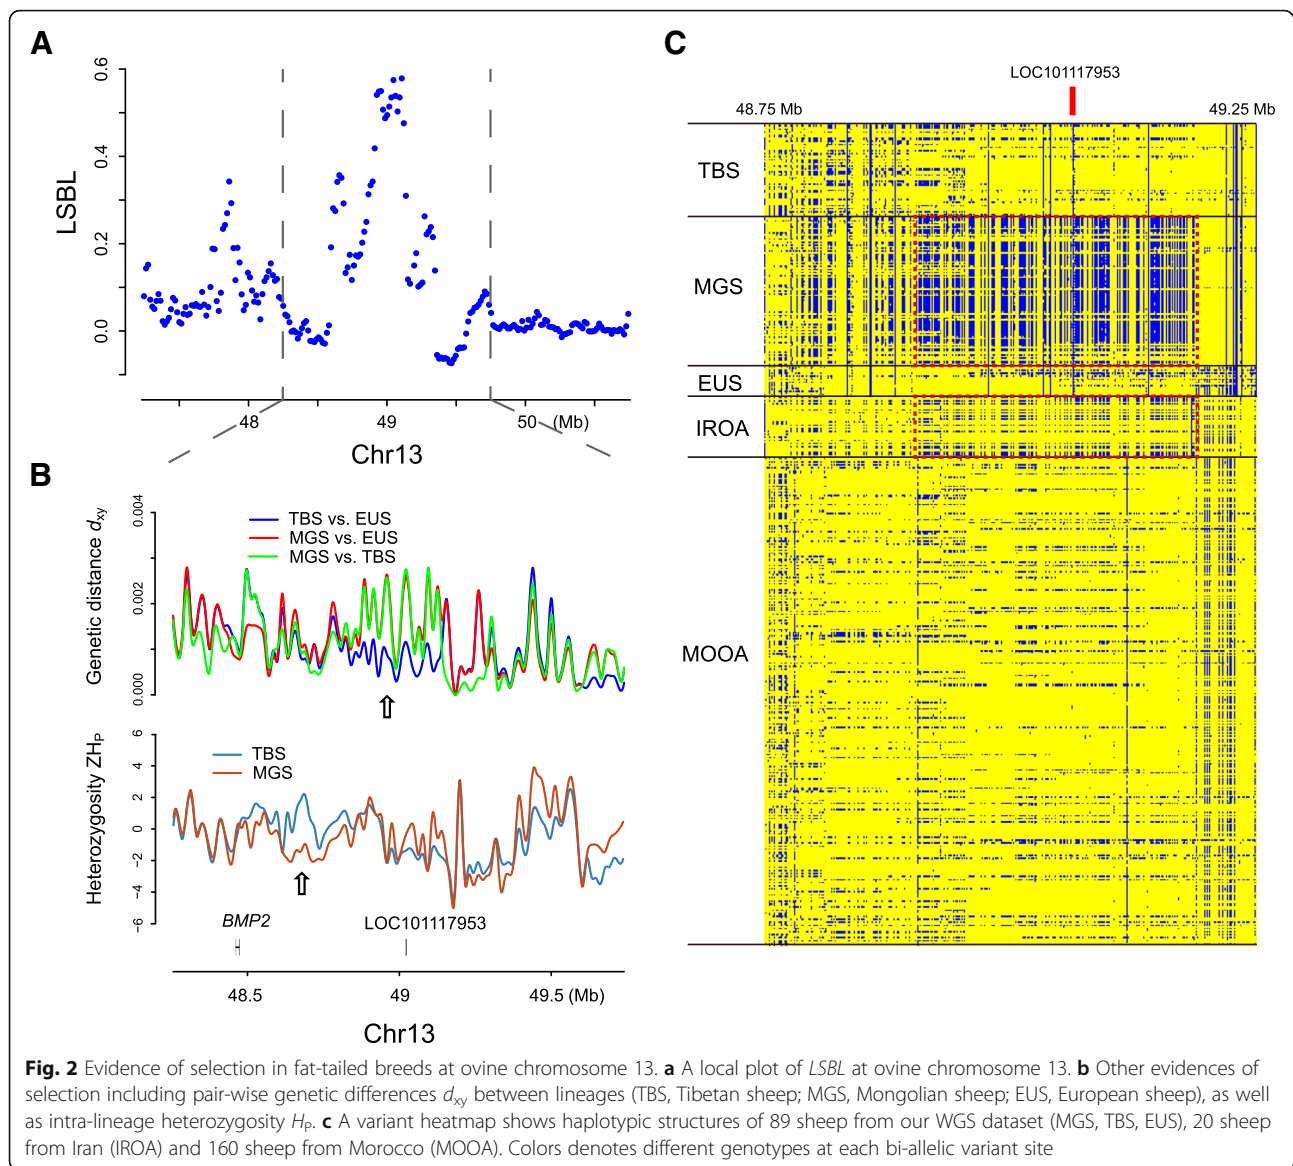 A
LSBL
0.6
0.4
0.2
0.0
48
49
50
(Mb)
Chr13
B
Genetic distance dxy
0.004
0.002
0.000
TBS vs. EUS
MGS vs. EUS
MGS vs. TBS
Heterozygosity ZHP
6
4
2
0
−2
−4
−6
TBS
MGS
BMP2
LOC101117953
48.5
49
49.5 (Mb)
Chr13
C
LOC101117953
48.75 Mb
49.25 Mb
TBS
MGS
EUS
IROA
MOOA
Fig. 2 Evidence of selection in fat-tailed breeds at ovine chromosome 13. a A local plot of LSBL at ovine chromosome 13. b Other evidences of
selection including pair-wise genetic differences dxy between lineages (TBS, Tibetan sheep; MGS, Mongolian sheep; EUS, European sheep), as well
as intra-lineage heterozygosity HP. c A variant heatmap shows haplotypic structures of 89 sheep from our WGS dataset (MGS, TBS, EUS), 20 sheep
from Iran (IROA) and 160 sheep from Morocco (MOOA). Colors denotes different genotypes at each bi-allelic variant site